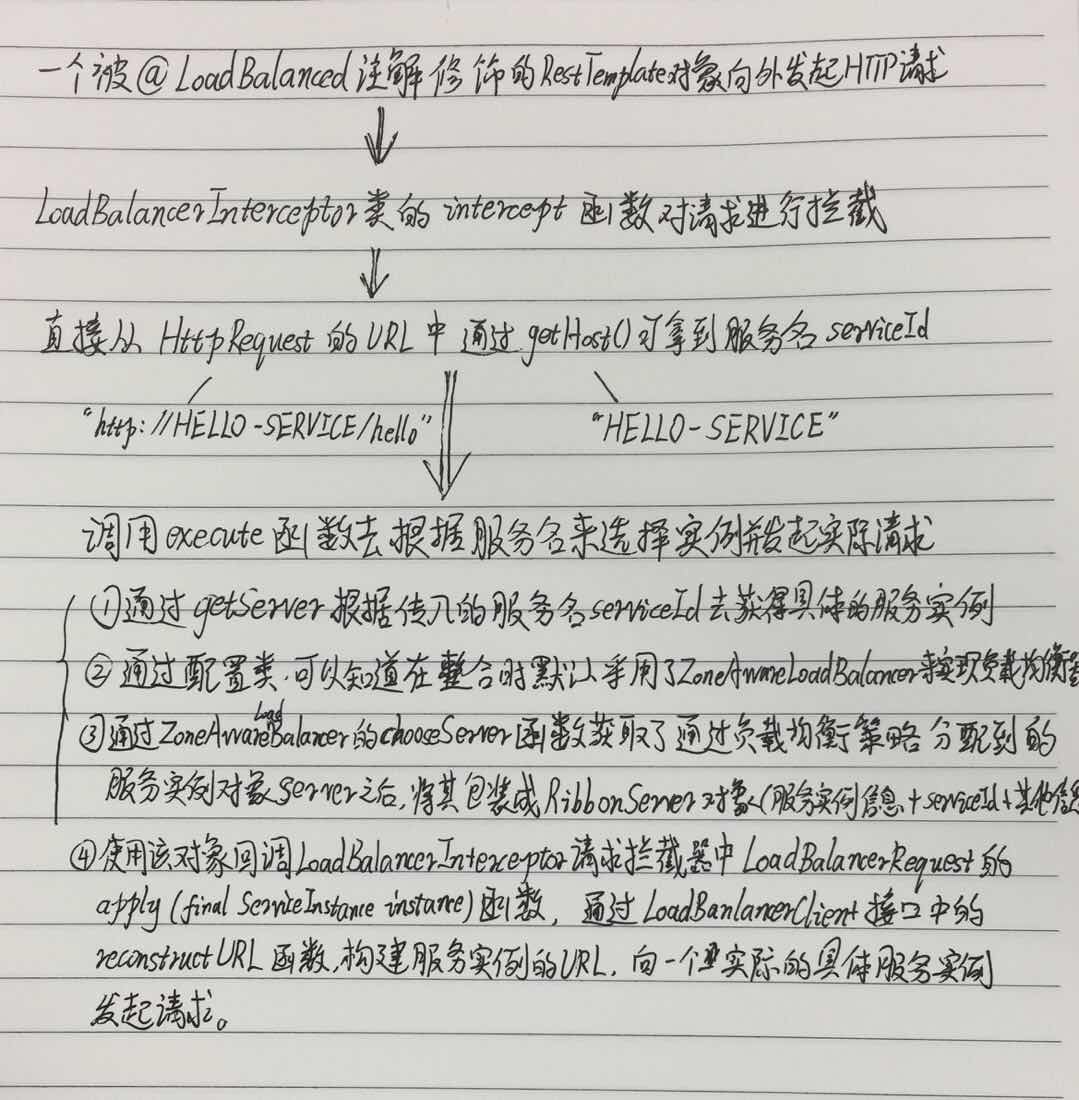 一个被@LoadBalanced注解修饰的RestTemplate对象向外发起HTTP请求
LoadBalancerInterceptor类的intercept函数对请求进行拦截
直接从HttpRequest的URL中通过getHost()可拿到服务名serviceId
“http://HELLO-SERVICE/hello” “HELLO-SERVICE”
调用execute函数去根据服务名来选择实例并发起实际请求
①通过getServer根据传入的服务名serviceId去获得具体的服务实例
②通过配置类,可以知道在整合时默认采用了ZoneAwareLoadBalancer来实现负载均衡器
③通过ZoneAwareLoadBalancer的chooseServer函数获取了通过负载均衡策略分配到的
服务实例对象server之后,将其包装成RibbonServer对象(服务实例信息+serviceId+其他信息
④使用该对象回调LoadBalancerInterceptor请求拦截器中LoadBalancerRequest的
apply(final ServiceInstance instance)函数,通过LoadBanlancerClient接口中的
reconstructURL函数,构建服务实例的URL,向一个实际的具体服务实例
发起请求。